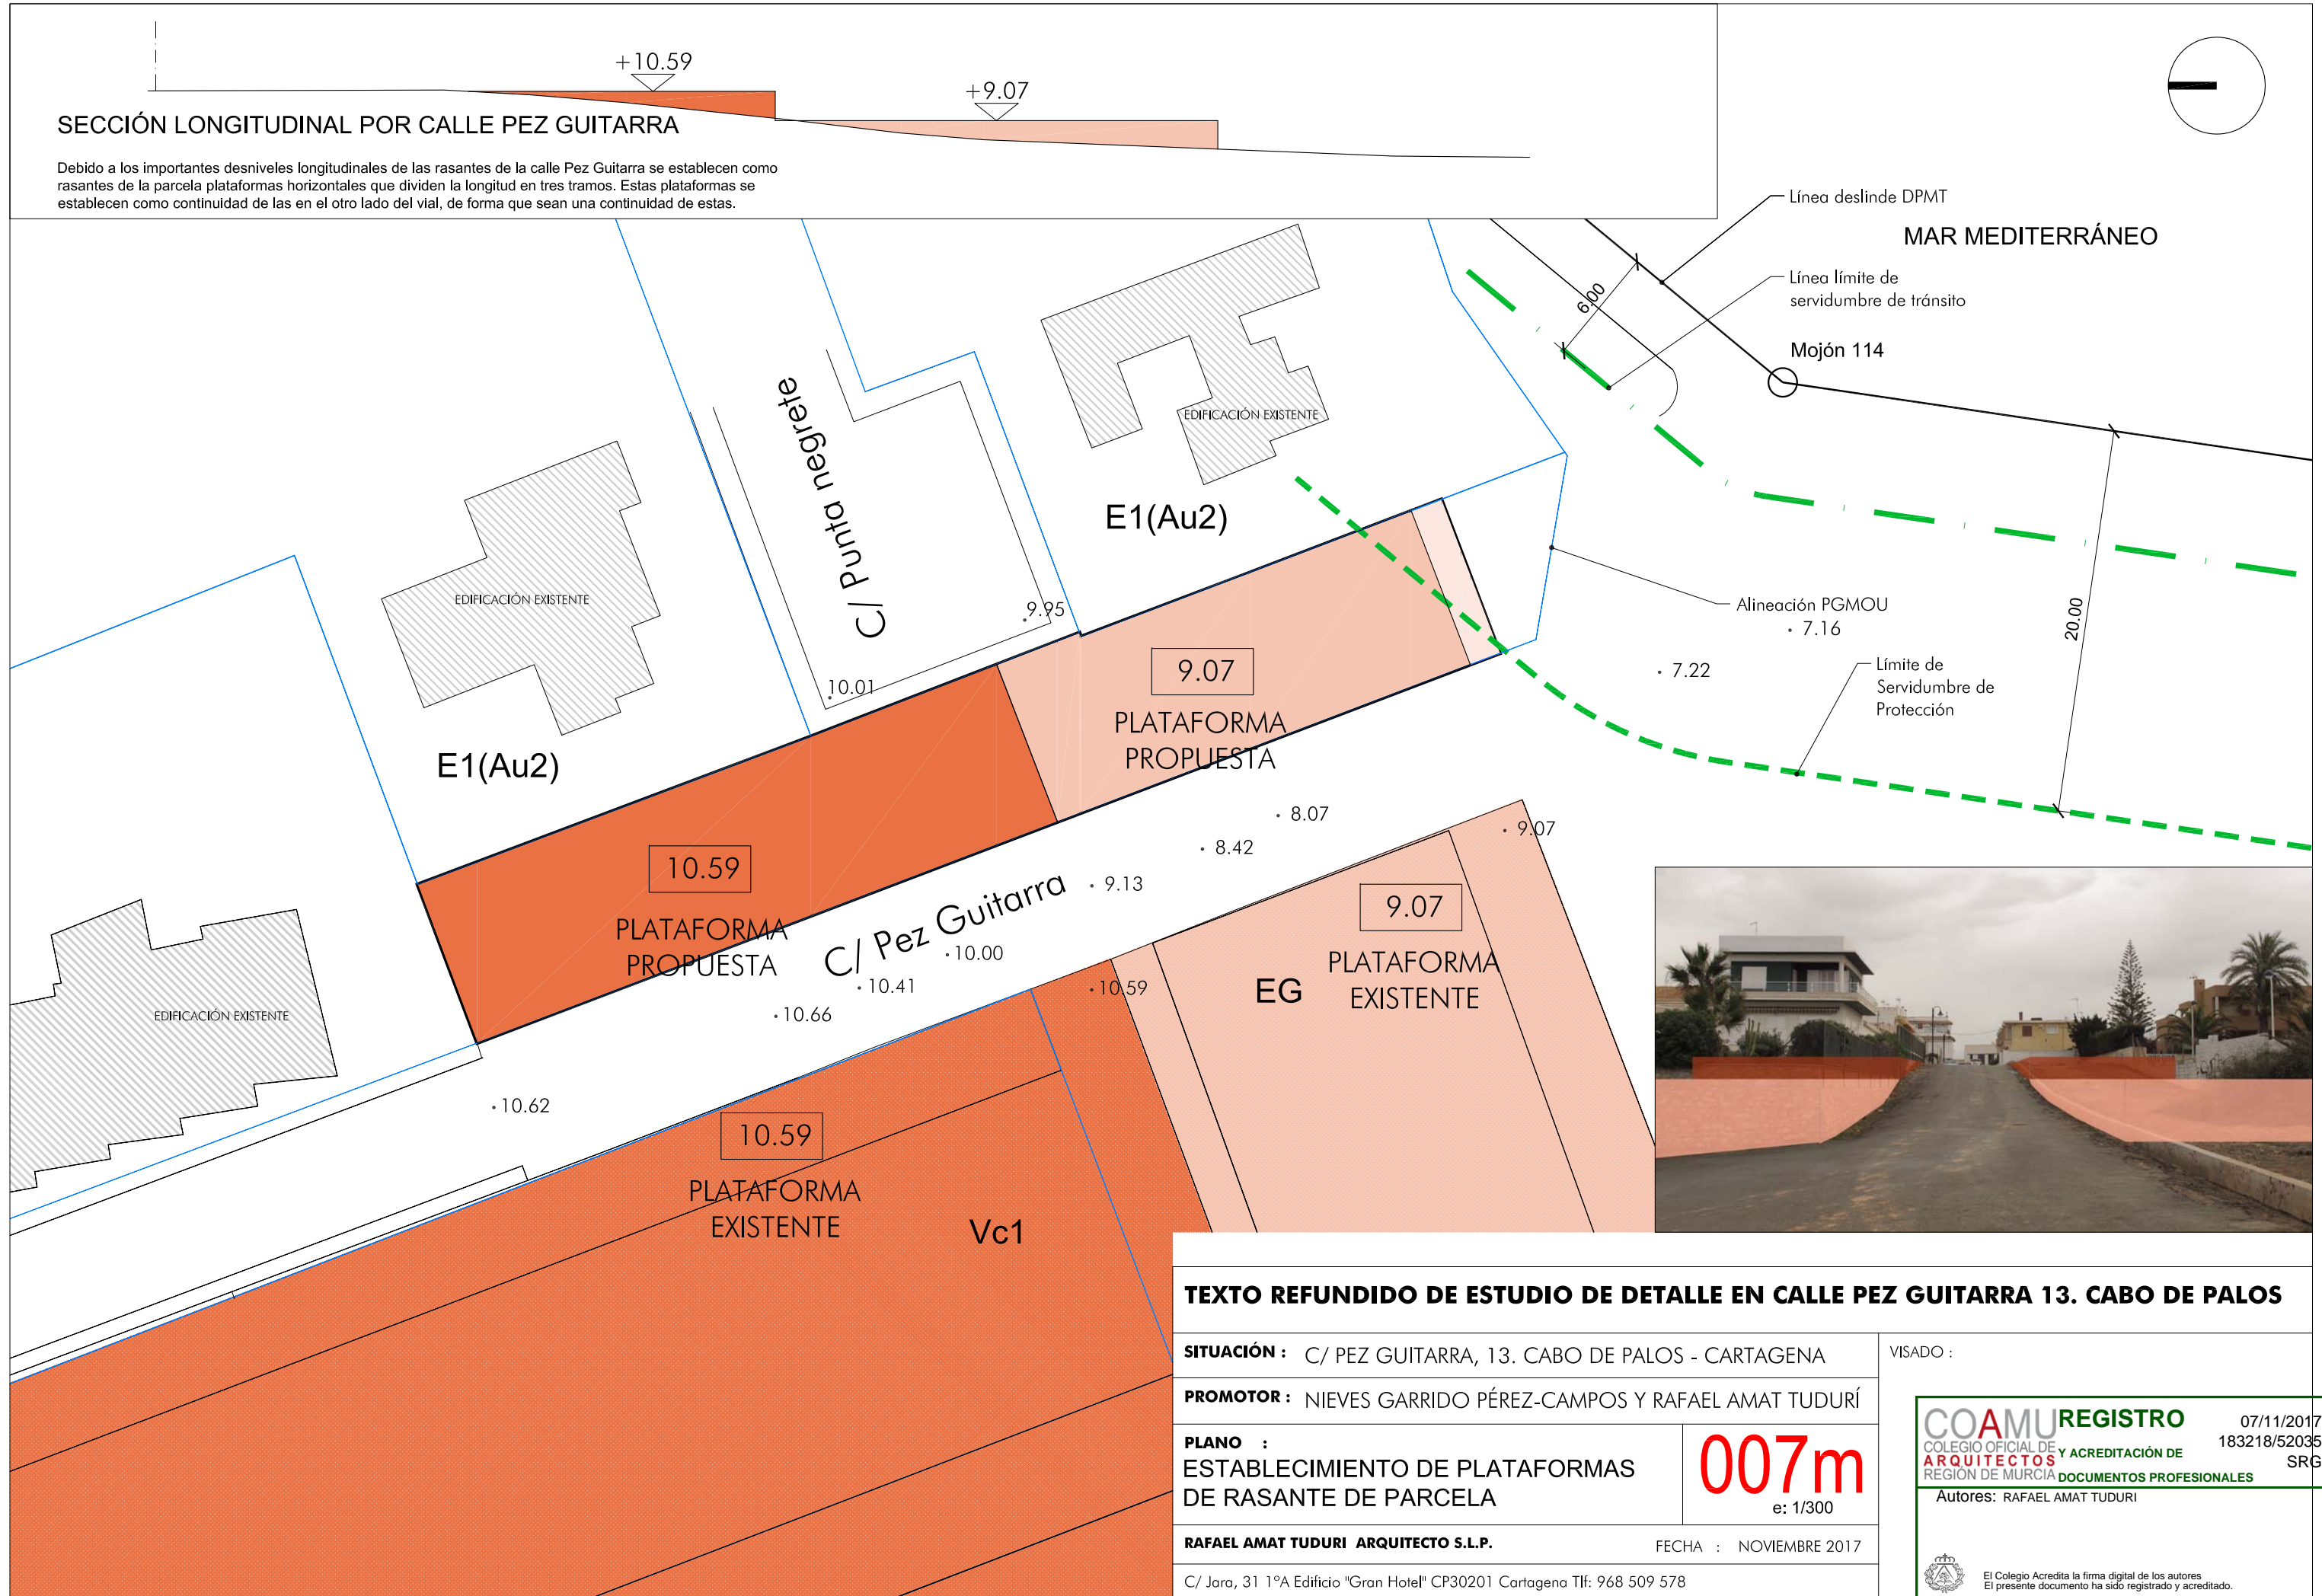 +10.59
+9.07
SECCIÓN LONGITUDINAL POR CALLE PEZ GUITARRA
Debido a los importantes desniveles longitudinales de las rasantes de la calle Pez Guitarra se establecen como
rasantes de la parcela plataformas horizontales que dividen la longitud en tres tramos. Estas plataformas se
establecen como continuidad de las en el otro lado del vial, de forma que sean una continuidad de estas.
Línea deslinde DPMT
MAR MEDITERRÁNEO
Línea límite de
servidumbre de tránsito
6.00
Mojón 114
C/ Punta negrete
EDIFICACIÓN EXISTENTE
E1(Au2)
EDIFICACIÓN EXISTENTE
9.95
Alineación PGMOU
7.16
20.00
7.22
Límite de
Servidumbre de
Protección
10.01
9.07
PLATAFORMA
PROPUESTA
E1(Au2)
8.07
8.42
9.07
10.59
PLATAFORMA
PROPUESTA
C/ Pez Guitarra
9.13
10.00
10.41
10.66
10.59
9.07
PLATAFORMA
EXISTENTE
EG
EDIFICACIÓN EXISTENTE
10.62
10.59
PLATAFORMA
EXISTENTE
Vc1
TEXTO REFUNDIDO DE ESTUDIO DE DETALLE EN CALLE PEZ GUITARRA 13. CABO DE PALOS
SITUACIÓN : C/ PEZ GUITARRA, 13. CABO DE PALOS - CARTAGENA
PROMOTOR : NIEVES GARRIDO PÉREZ-CAMPOS Y RAFAEL AMAT TUDURÍ
PLANO :
ESTABLECIMIENTO DE PLATAFORMAS
DE RASANTE DE PARCELA
007m
e: 1/300
RAFAEL AMAT TUDURI ARQUITECTO S.L.P.
FECHA : NOVIEMBRE 2017
C/ Jara, 31 1ºA Edificio "Gran Hotel" CP30201 Cartagena Tlf: 968 509 578
VISADO :
COAMU
COLEGIO OFICIAL DE
ARQUITECTOS
REGIÓN DE MURCIA
REGISTRO
Y ACREDITACIÓN DE
DOCUMENTOS PROFESIONALES
07/11/2017
183218/52035
SRG
Autores: RAFAEL AMAT TUDURI
El Colegio Acredita la firma digital de los autores
El presente documento ha sido registrado y acreditado.